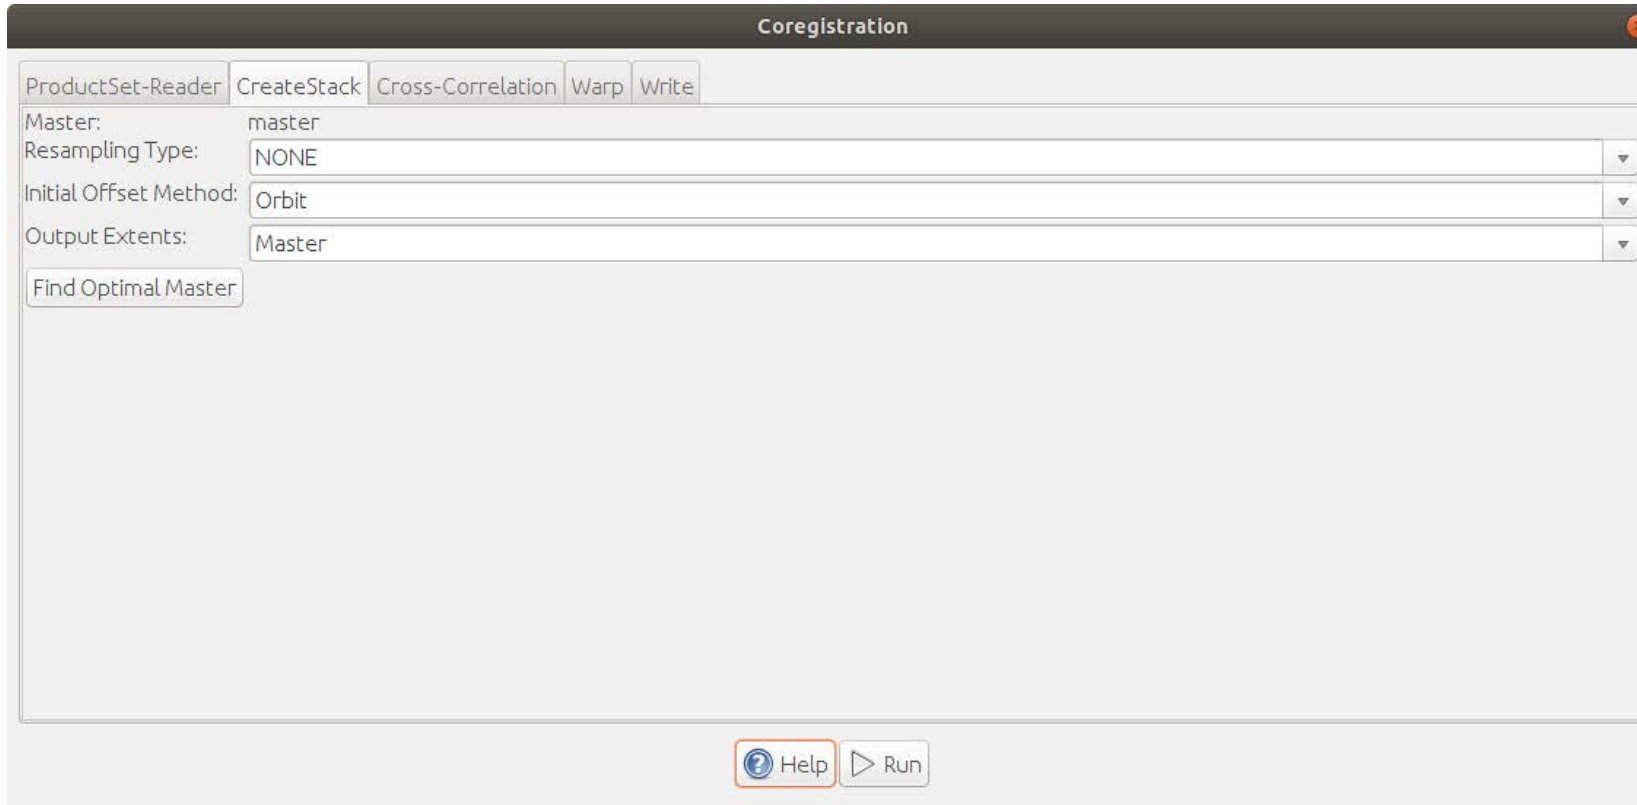 Coregistration
ProductSet-Reader CreateStack Cross-Correlation Warp Write
Master: master
Resampling Type: NONE
Initial Offset Method: Orbit
Output Extents: Master
Find Optimal Master
Help Run